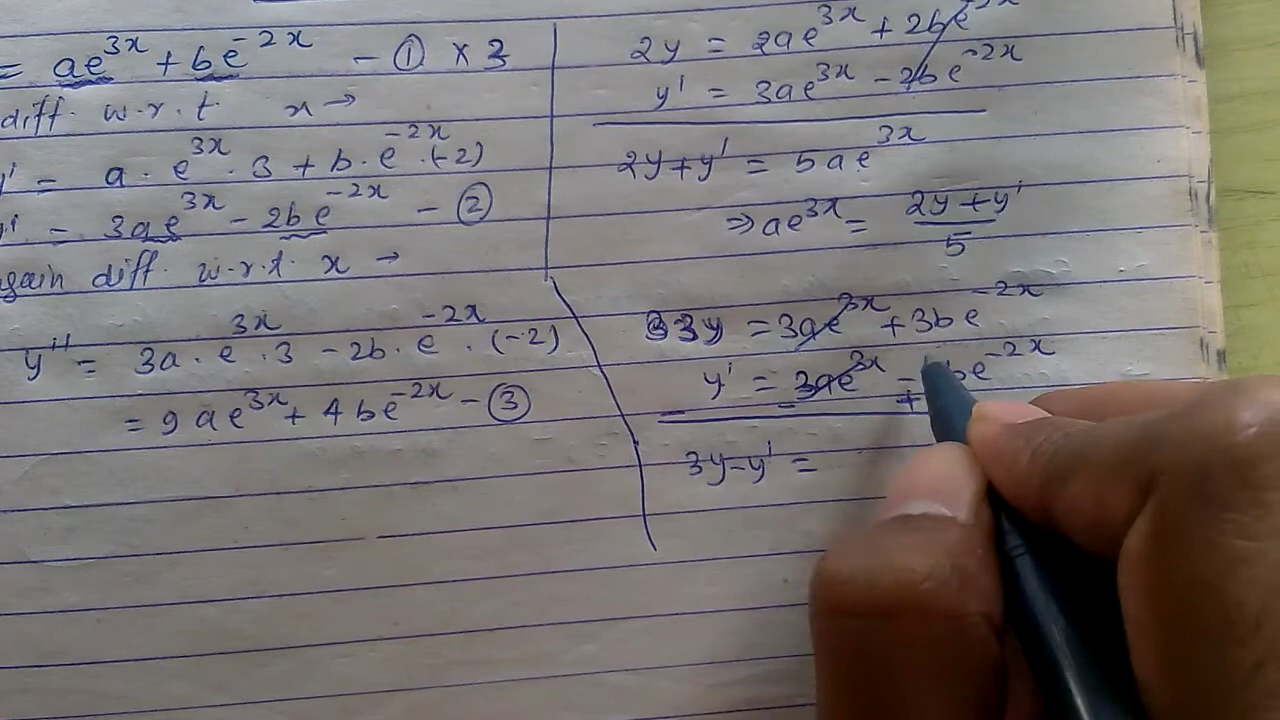 = ae^3x + be^-2x - ① × 3
diff. w.r.t x →
y' = a. e^3x . 3 + b. e^-2x . (-2)
y' = 3ae^3x - 2be^-2x - ②
gain diff. w.r.t. x →
y'' = 3a. e^3x . 3 - 2b. e^-2x . (-2)
= 9ae^3x + 4be^-2x - ③
2y = 2ae^3x + 2be
y' = 3ae^3x - 2be^-2x
2y + y' = 5ae^3x
⇒ ae^3x = 2y + y' / 5
3y = 3ae^3x + 3be^-2x
y' = 3ae^3x - be^-2x
- +
3y - y' =